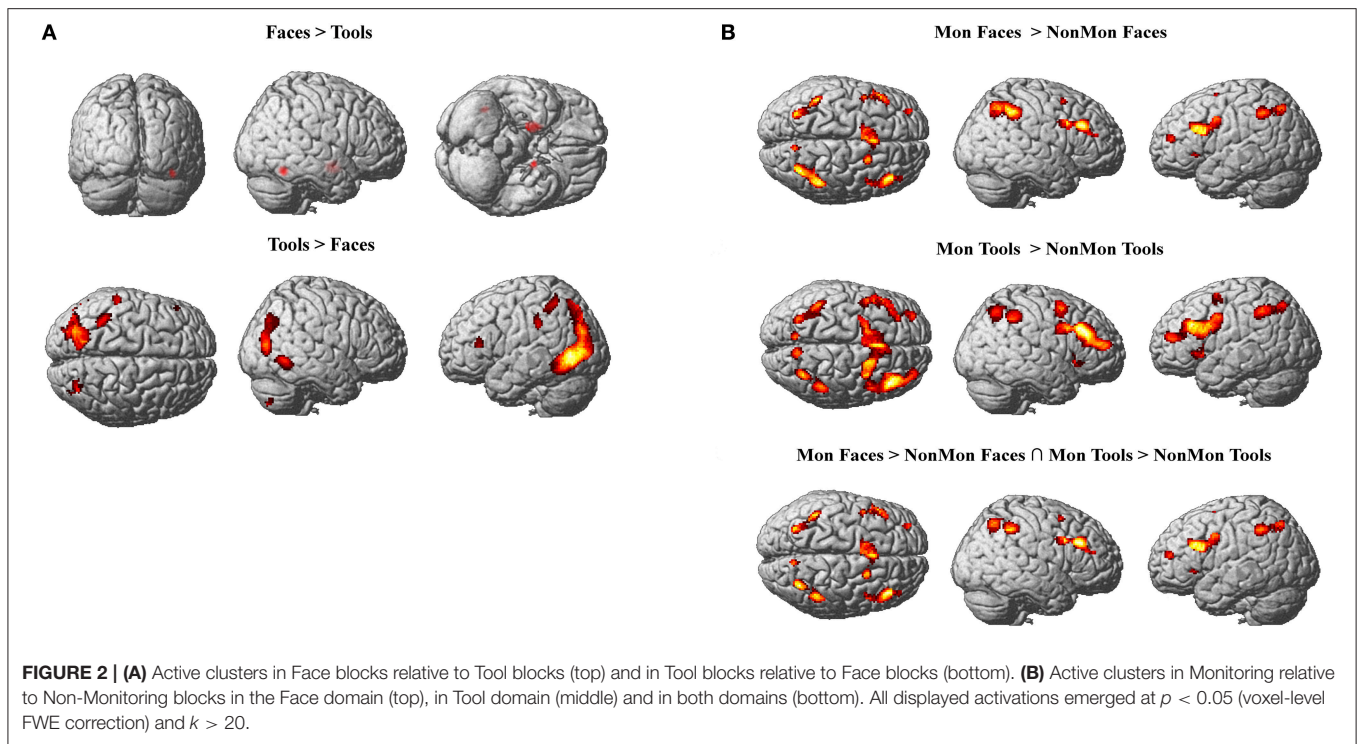 A
Faces > Tools
Tools > Faces
B
Mon Faces > NonMon Faces
Mon Tools > NonMon Tools
Mon Faces > NonMon Faces ∩ Mon Tools > NonMon Tools
FIGURE 2 | (A) Active clusters in Face blocks relative to Tool blocks (top) and in Tool blocks relative to Face blocks (bottom). (B) Active clusters in Monitoring relative
to Non-Monitoring blocks in the Face domain (top), in Tool domain (middle) and in both domains (bottom). All displayed activations emerged at p < 0.05 (voxel-level
FWE correction) and k > 20.